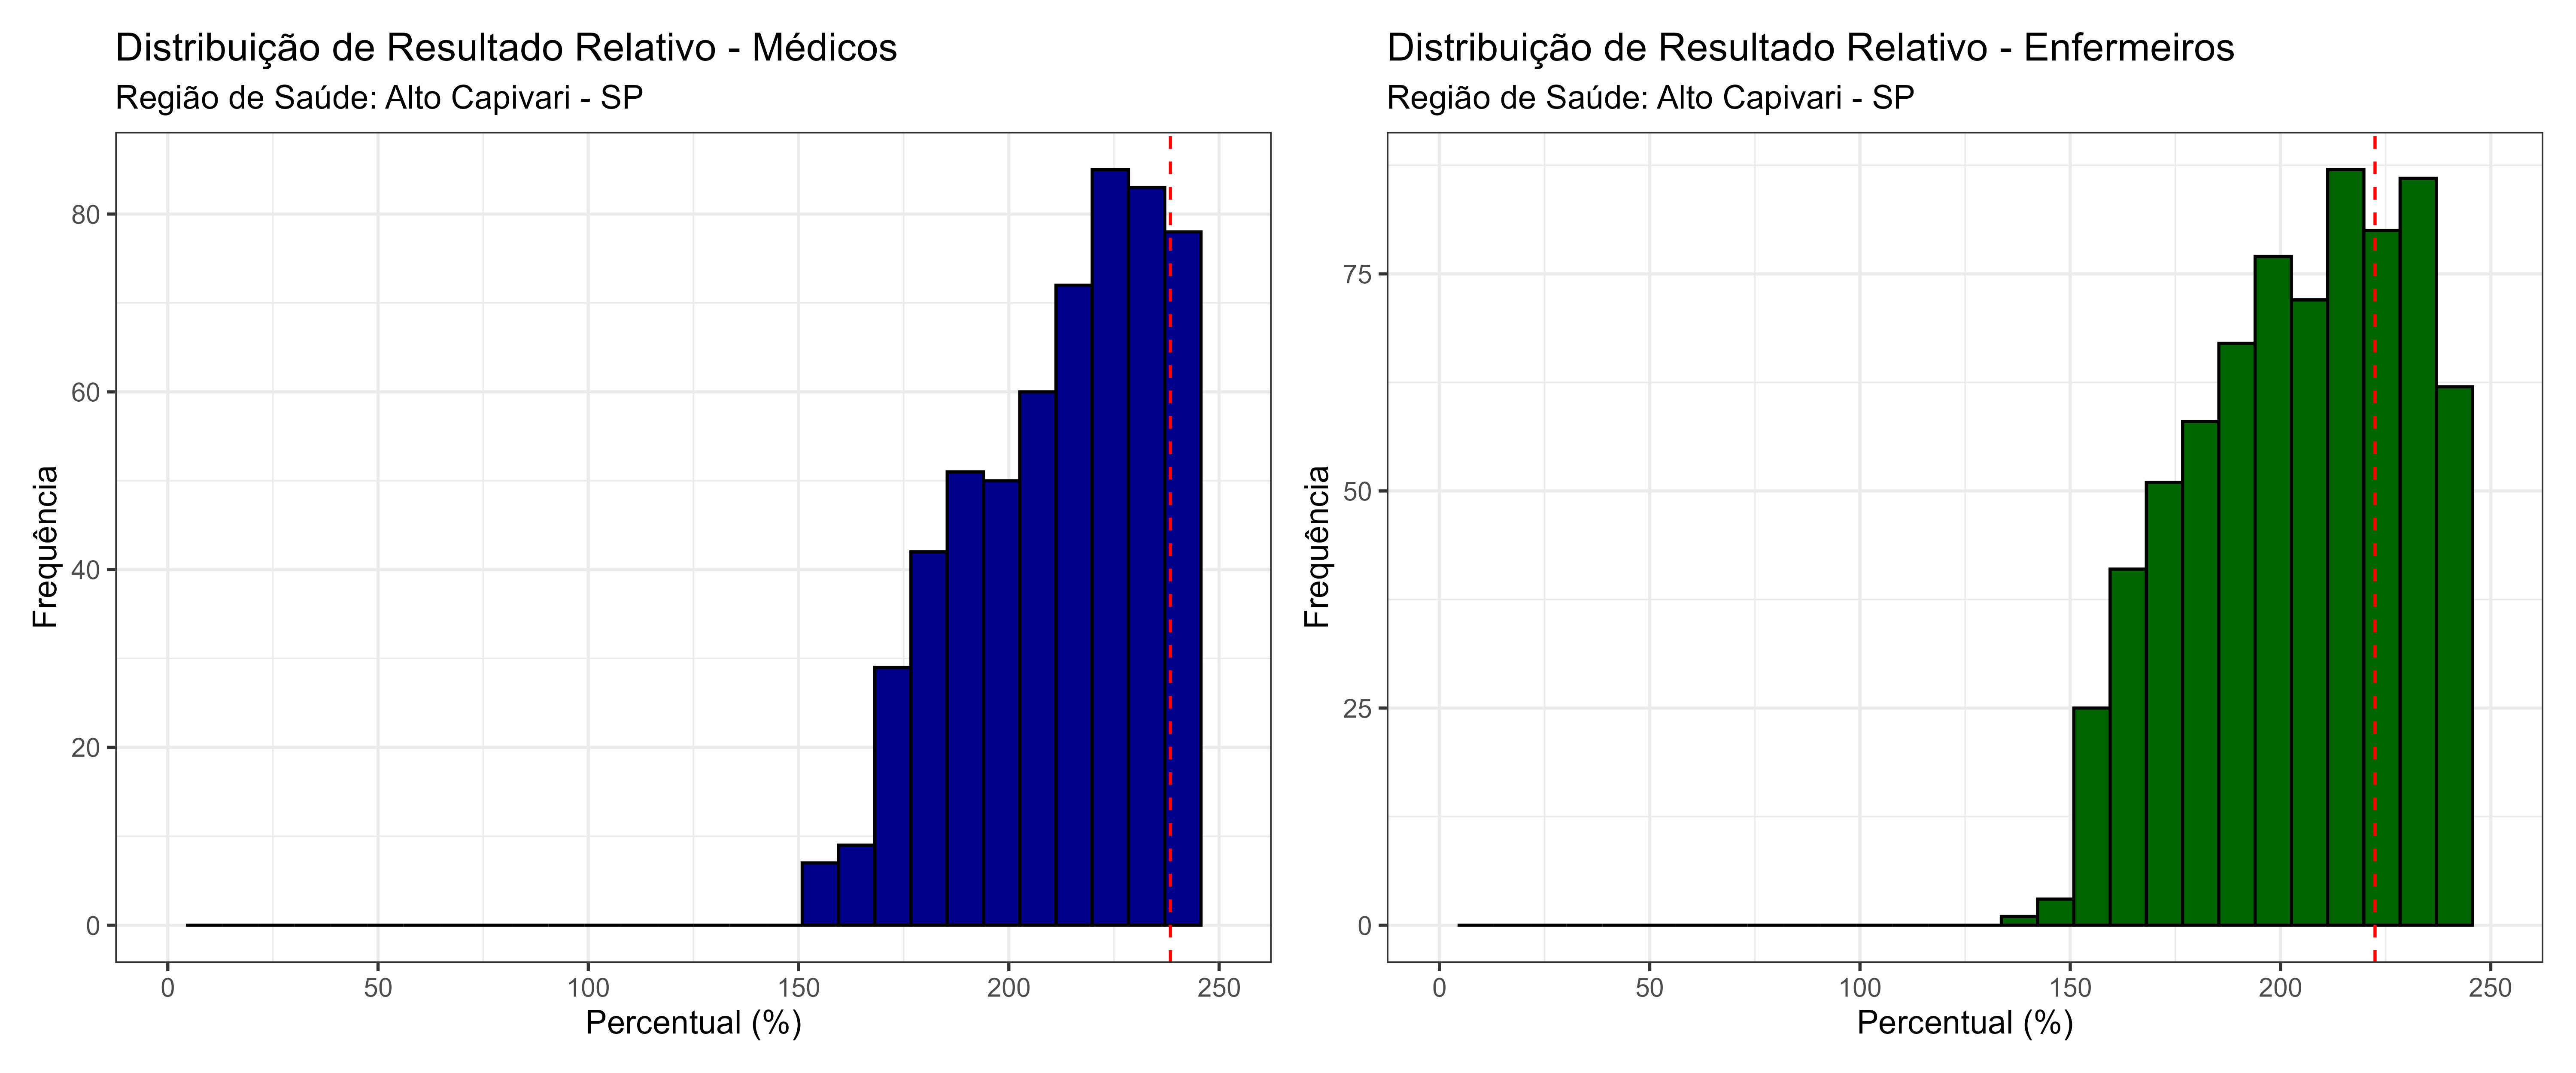 Distribuição de Resultado Relativo - Médicos
Região de Saúde: Alto Capivari - SP
Frequência
80
60
40
20
0
0 50 100 150 200 250
Percentual (%)
Distribuição de Resultado Relativo - Enfermeiros
Região de Saúde: Alto Capivari - SP
Frequência
75
50
25
0
0 50 100 150 200 250
Percentual (%)